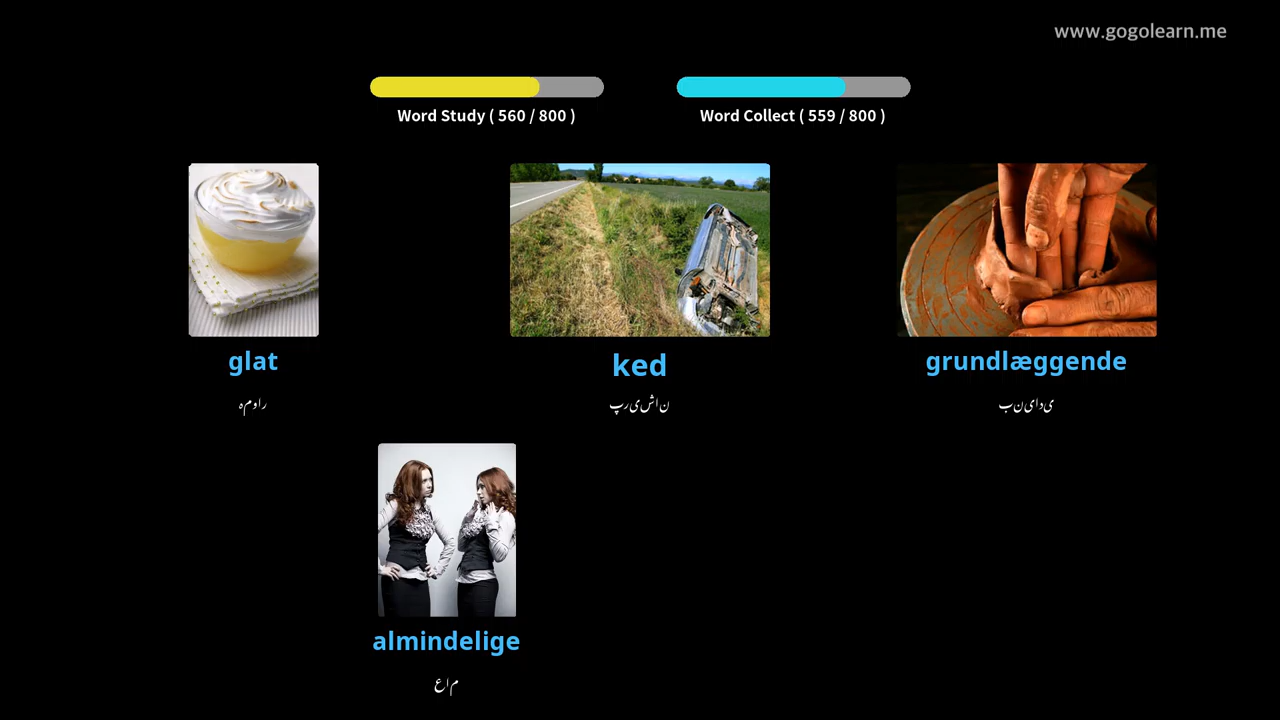 www.gogolearn.me
Word Study ( 560 / 800 )
Word Collect ( 559 / 800 )
glat
ہموار
ked
پریشان
grundlæggende
بنیادی
almindelige
عام